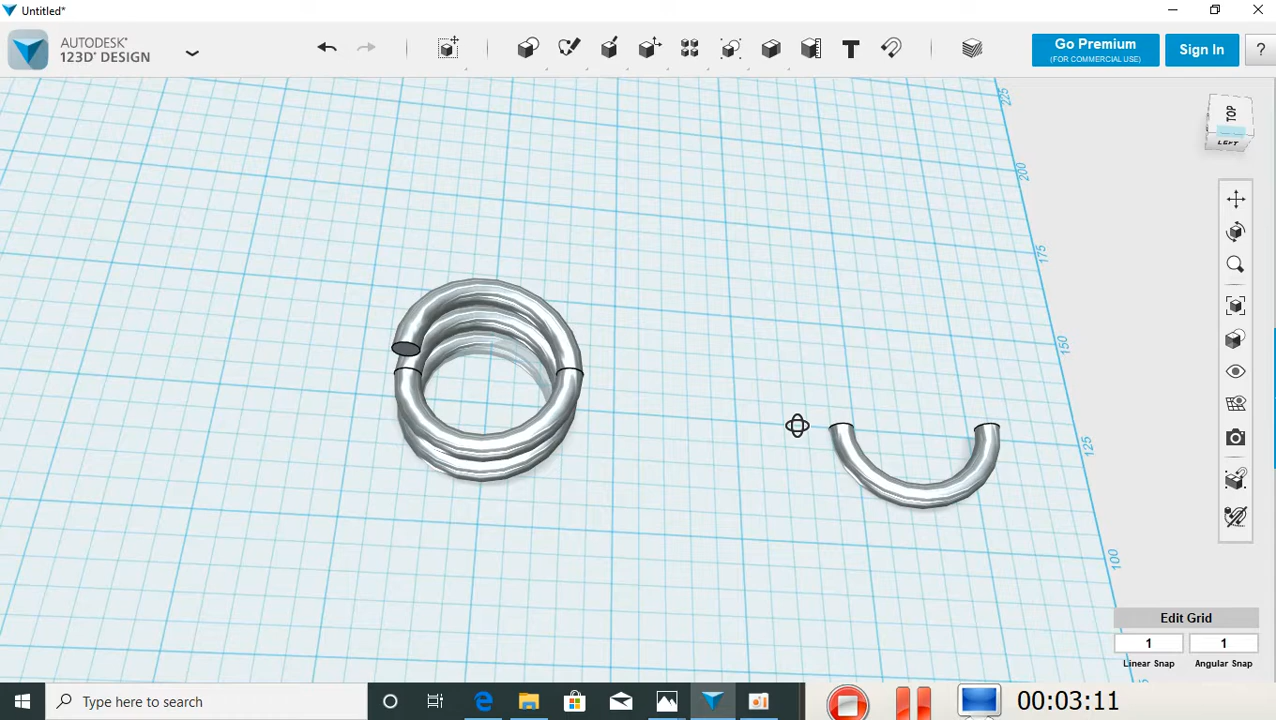 Untitled*
AUTODESK®
123D® DESIGN
Go Premium
(FOR COMMERCIAL USE)
Sign In
?
TOP
LEFT
225
200
175
150
125
100
Edit Grid
1
1
Linear Snap
Angular Snap
T
Type here to search
00:03:11